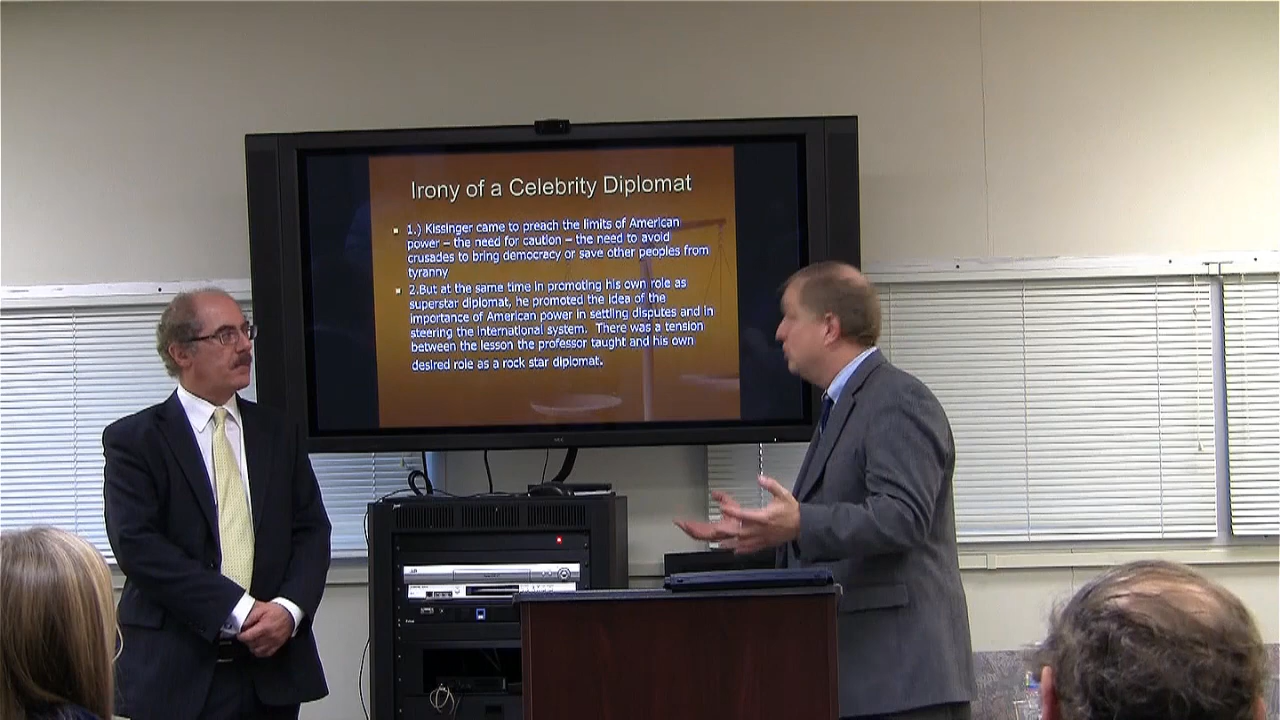 Irony of a Celebrity Diplomat
1.) Kissinger came to preach the limits of American
power – the need for caution – the need to avoid
crusades to bring democracy or save other peoples from
tyranny
2.But at the same time in promoting his own role as
superstar diplomat, he promoted the idea of the
importance of American power in settling disputes and in
steering the international system.  There was a tension
between the lesson the professor taught and his own
desired role as a rock star diplomat.
NEC